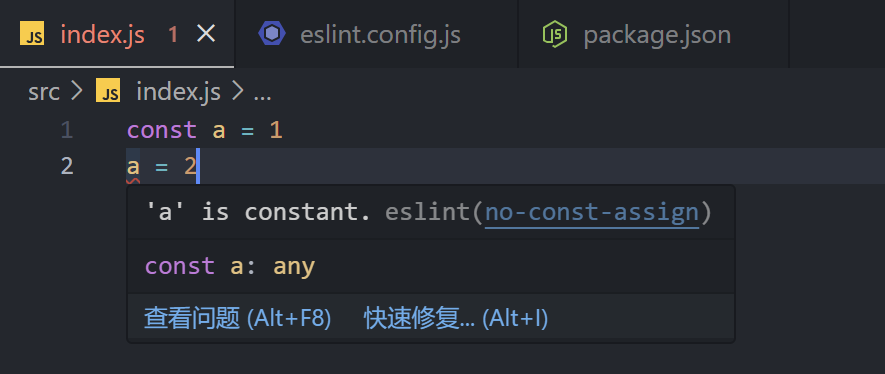 JS index.js 1 × eslint.config.js JS package.json
src > JS index.js > ...
1 const a = 1
2 a = 2
'a' is constant. eslint(no-const-assign)
const a: any
查看问题 (Alt+F8) 快速修复... (Alt+I)